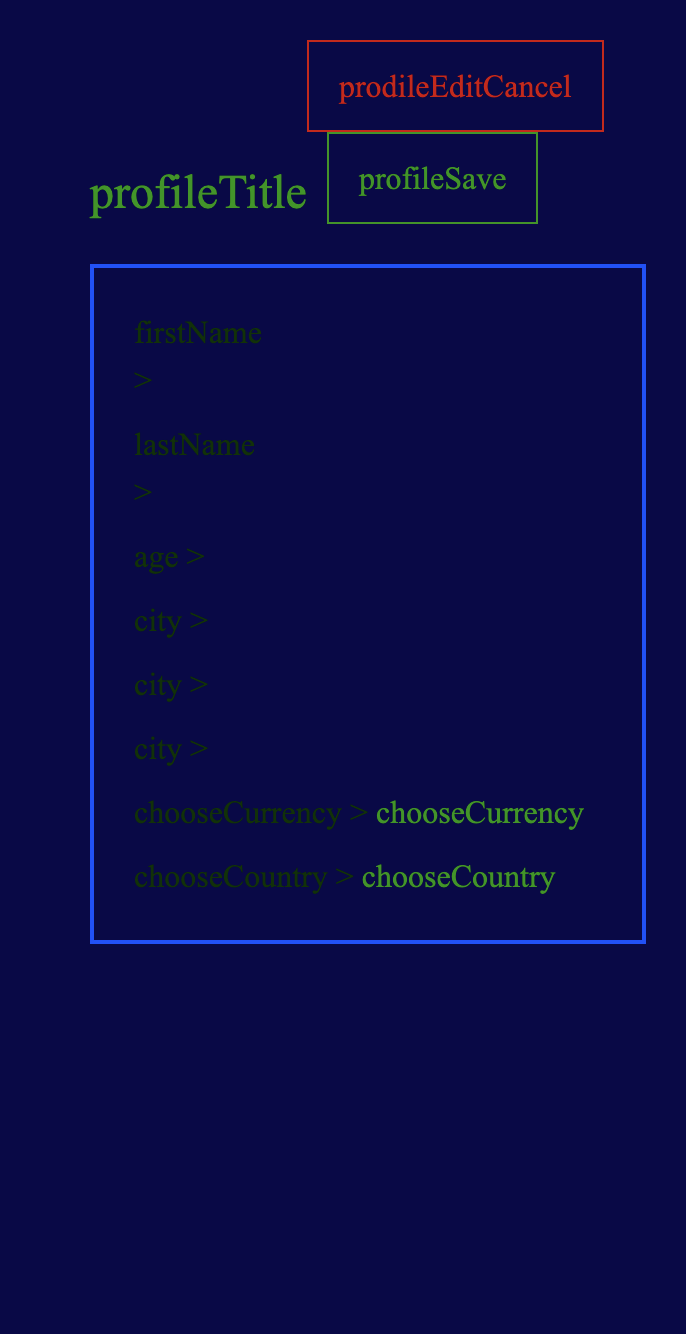 prodileEditCancel
profileTitle profileSave
firstName
>
lastName
>
age >
city >
city >
city >
chooseCurrency > chooseCurrency
chooseCountry > chooseCountry